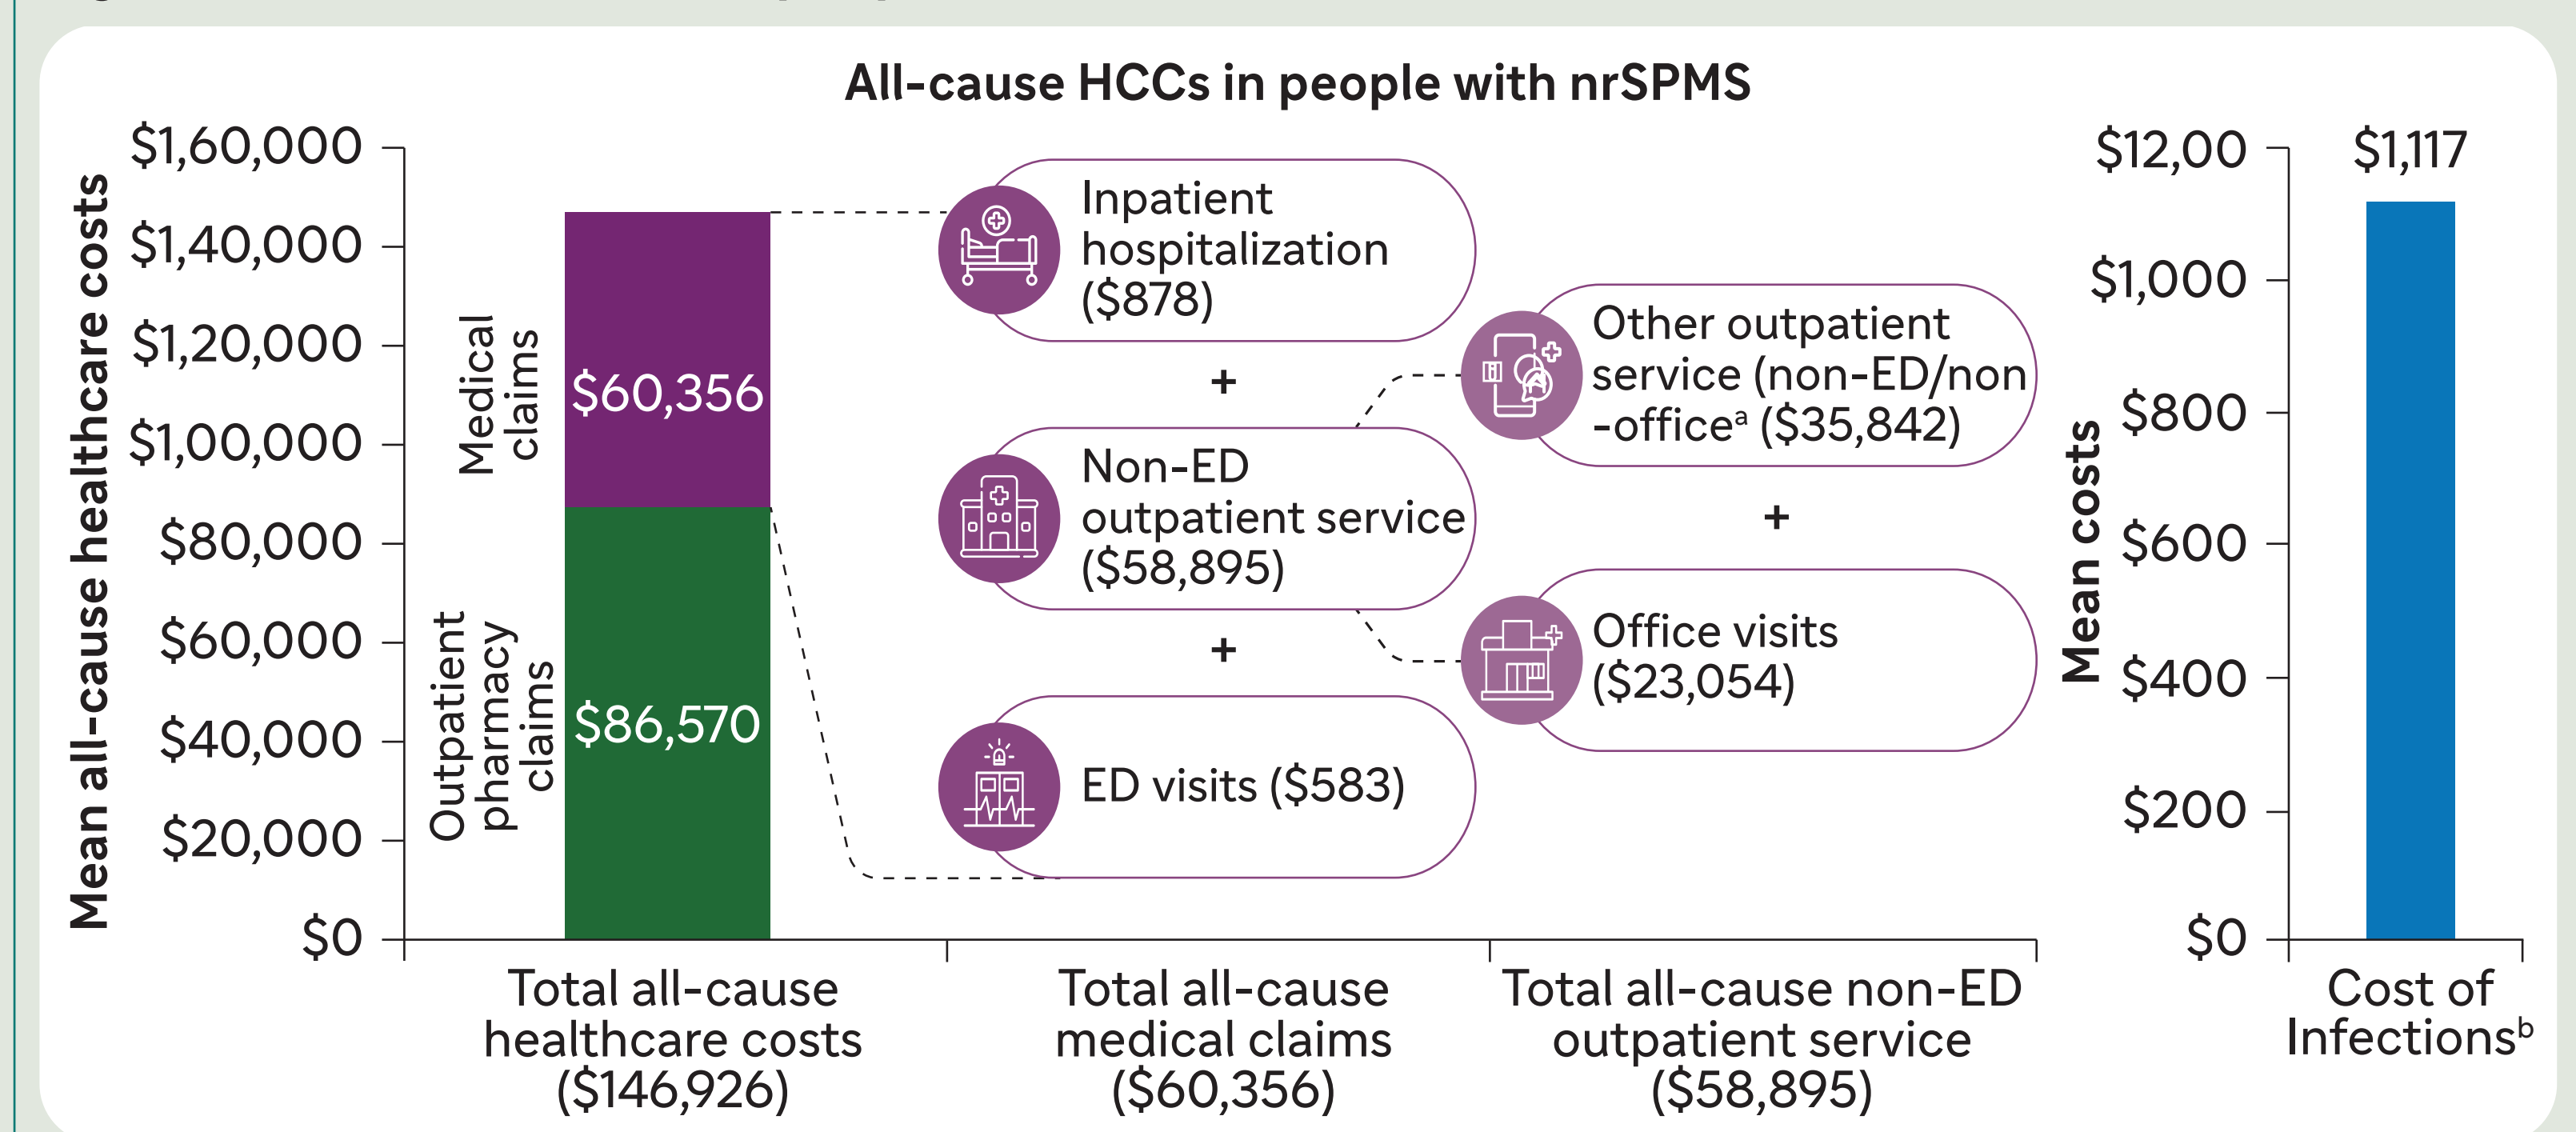 All-cause HCCs in people with nrSPMS
Mean all-cause healthcare costs
$1,60,000
$1,40,000
$1,20,000
$1,00,000
$80,000
$60,000
$40,000
$20,000
$0
Medical
claims
$60,356
Outpatient
pharmacy
claims
$86,570
Inpatient
hospitalization
($878)
+
Non-ED
outpatient service
($58,895)
+
ED visits ($583)
Other outpatient
service (non-ED/non
-officeᵃ ($35,842)
+
Office visits
($23,054)
Total all-cause
healthcare costs
($146,926)
Total all-cause
medical claims
($60,356)
Total all-cause non-ED
outpatient service
($58,895)
Mean costs
$12,00
$1,000
$800
$600
$400
$200
$0
$1,117
Cost of
Infectionsᵇ